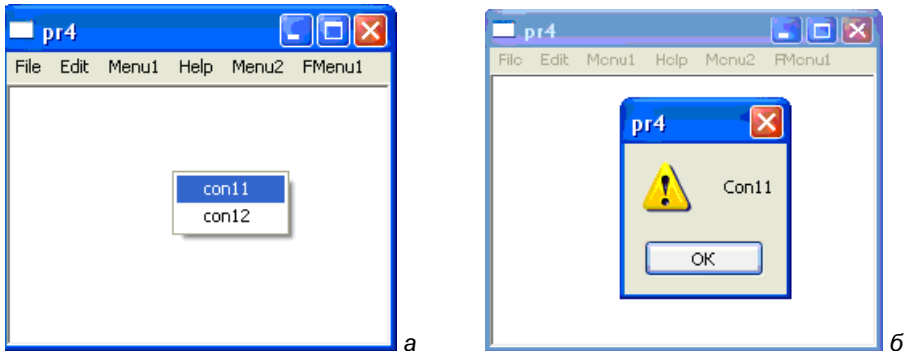 pr4
File Edit Menu1 Help Menu2 FMenu1
con11
con12
а
pr4
File Edit Menu1 Help Menu2 FMenu1
pr4
Con11
OK
б